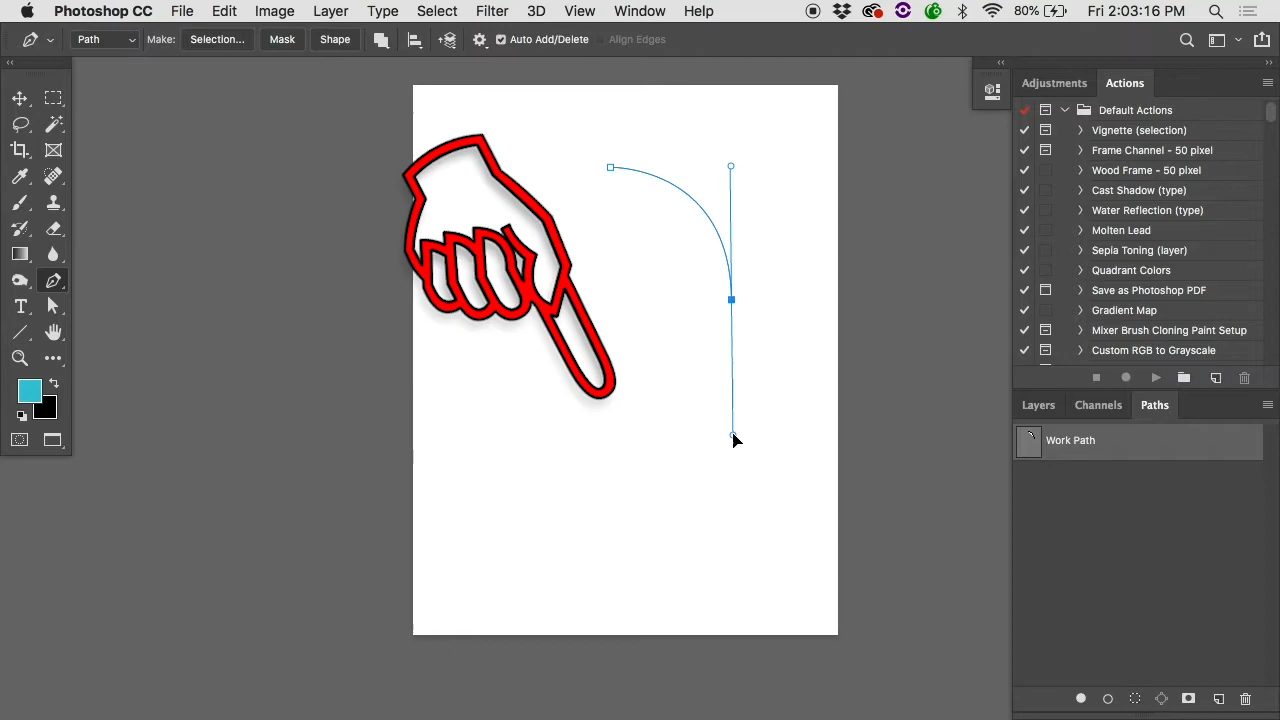 Photoshop CC File Edit Image Layer Type Select Filter 3D View Window Help 80% Fri 2:03:16 PM
Path Make: Selection... Mask Shape Auto Add/Delete Align Edges
Adjustments Actions
Default Actions
Vignette (selection)
Frame Channel - 50 pixel
Wood Frame - 50 pixel
Cast Shadow (type)
Water Reflection (type)
Molten Lead
Sepia Toning (layer)
Quadrant Colors
Save as Photoshop PDF
Gradient Map
Mixer Brush Cloning Paint Setup
Custom RGB to Grayscale
Layers Channels Paths
Work Path